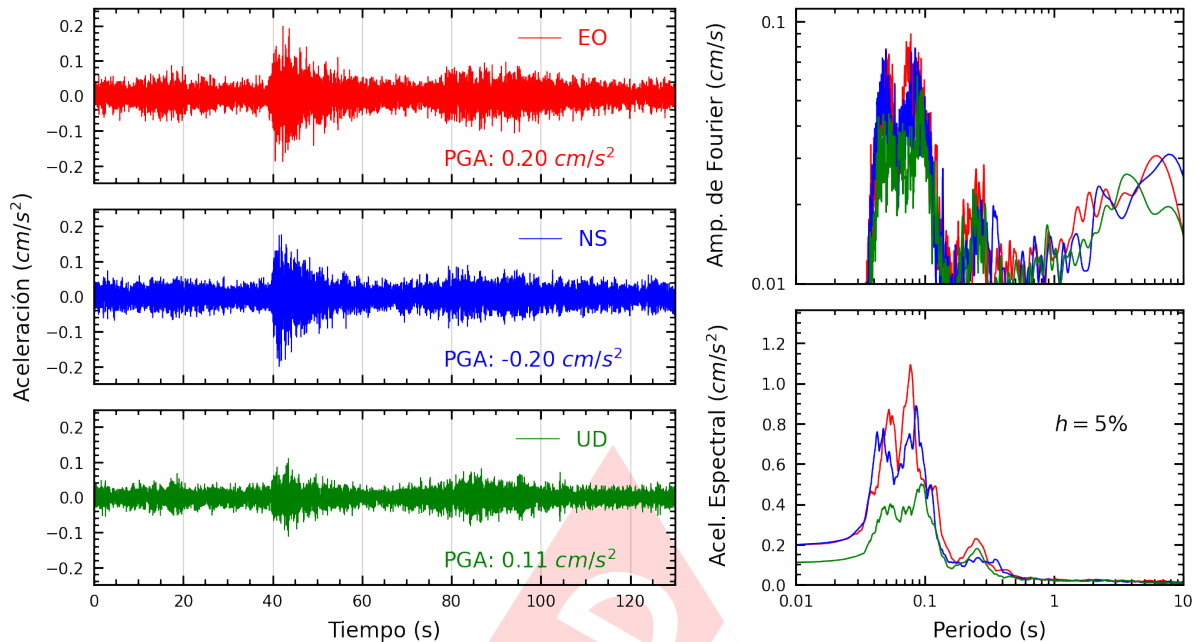 Aceleración (cm/s²)
0.2
0.1
0.0
−0.1
−0.2
EO
PGA: 0.20 cm/s²
0.2
0.1
0.0
−0.1
−0.2
NS
PGA: -0.20 cm/s²
0.2
0.1
0.0
−0.1
−0.2
UD
PGA: 0.11 cm/s²
0 20 40 60 80 100 120
Tiempo (s)
Amp. de Fourier (cm/s)
0.1
0.01
Acel. Espectral (cm/s²)
1.2
1.0
0.8
0.6
0.4
0.2
0.0
h = 5%
0.01 0.1 1 10
Periodo (s)